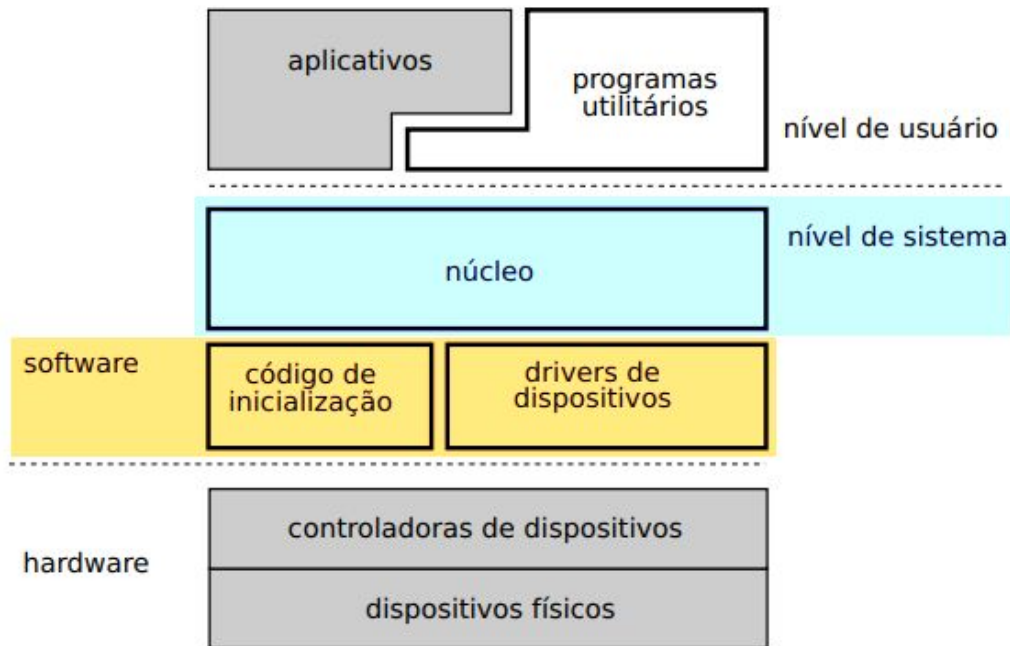 aplicativos
programas
utilitários
nível de usuário
núcleo
nível de sistema
software
código de
inicialização
drivers de
dispositivos
hardware
controladoras de dispositivos
dispositivos físicos